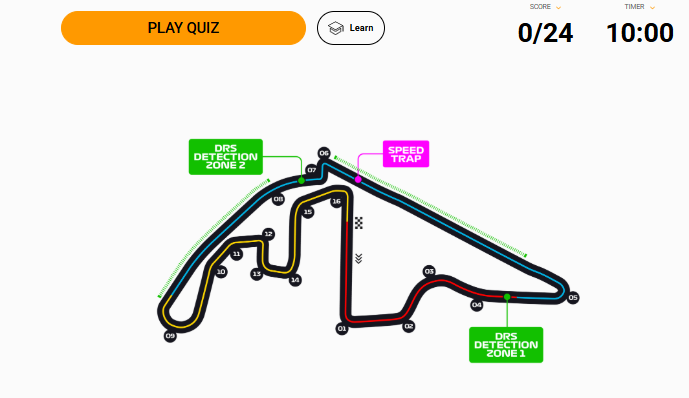 PLAY QUIZ
Learn
SCORE
0/24
TIMER
10:00
DRS
DETECTION
ZONE 2
06
SPEED
TRAP
07
08
16
15
12
11
10
13
14
03
04
05
01
02
09
DRS
DETECTION
ZONE 1